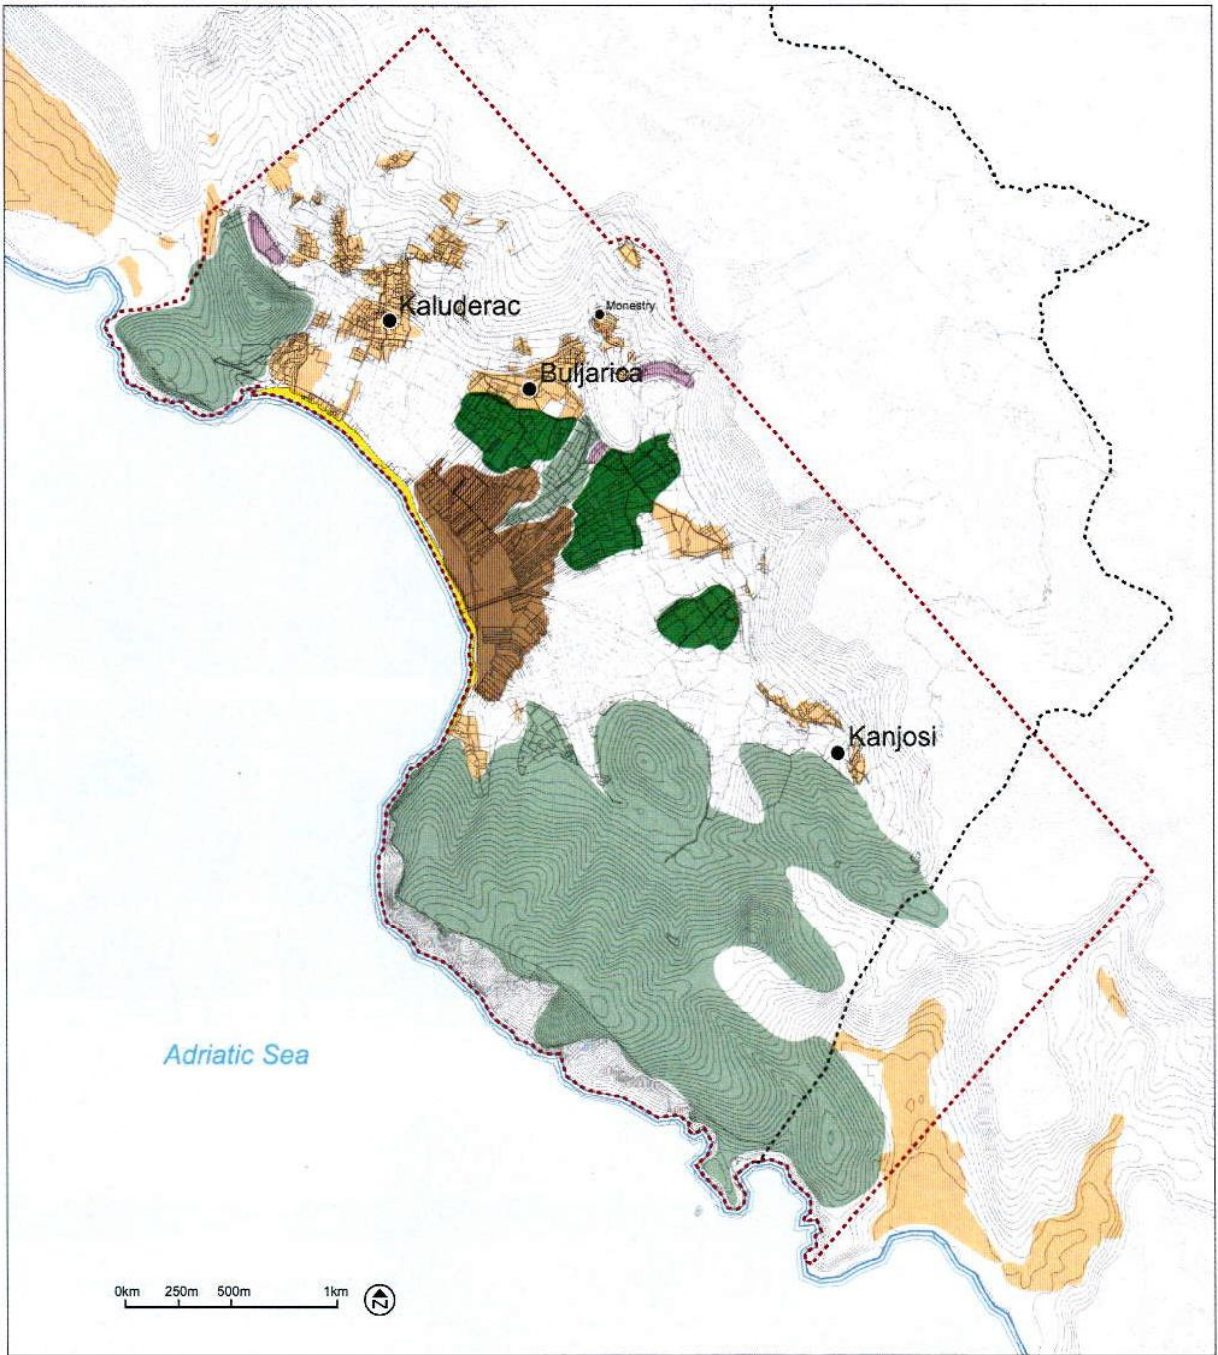 Kaluderac
Monestry
Buljarica
Kanjosi
Adriatic Sea
0km 250m 500m 1km
N